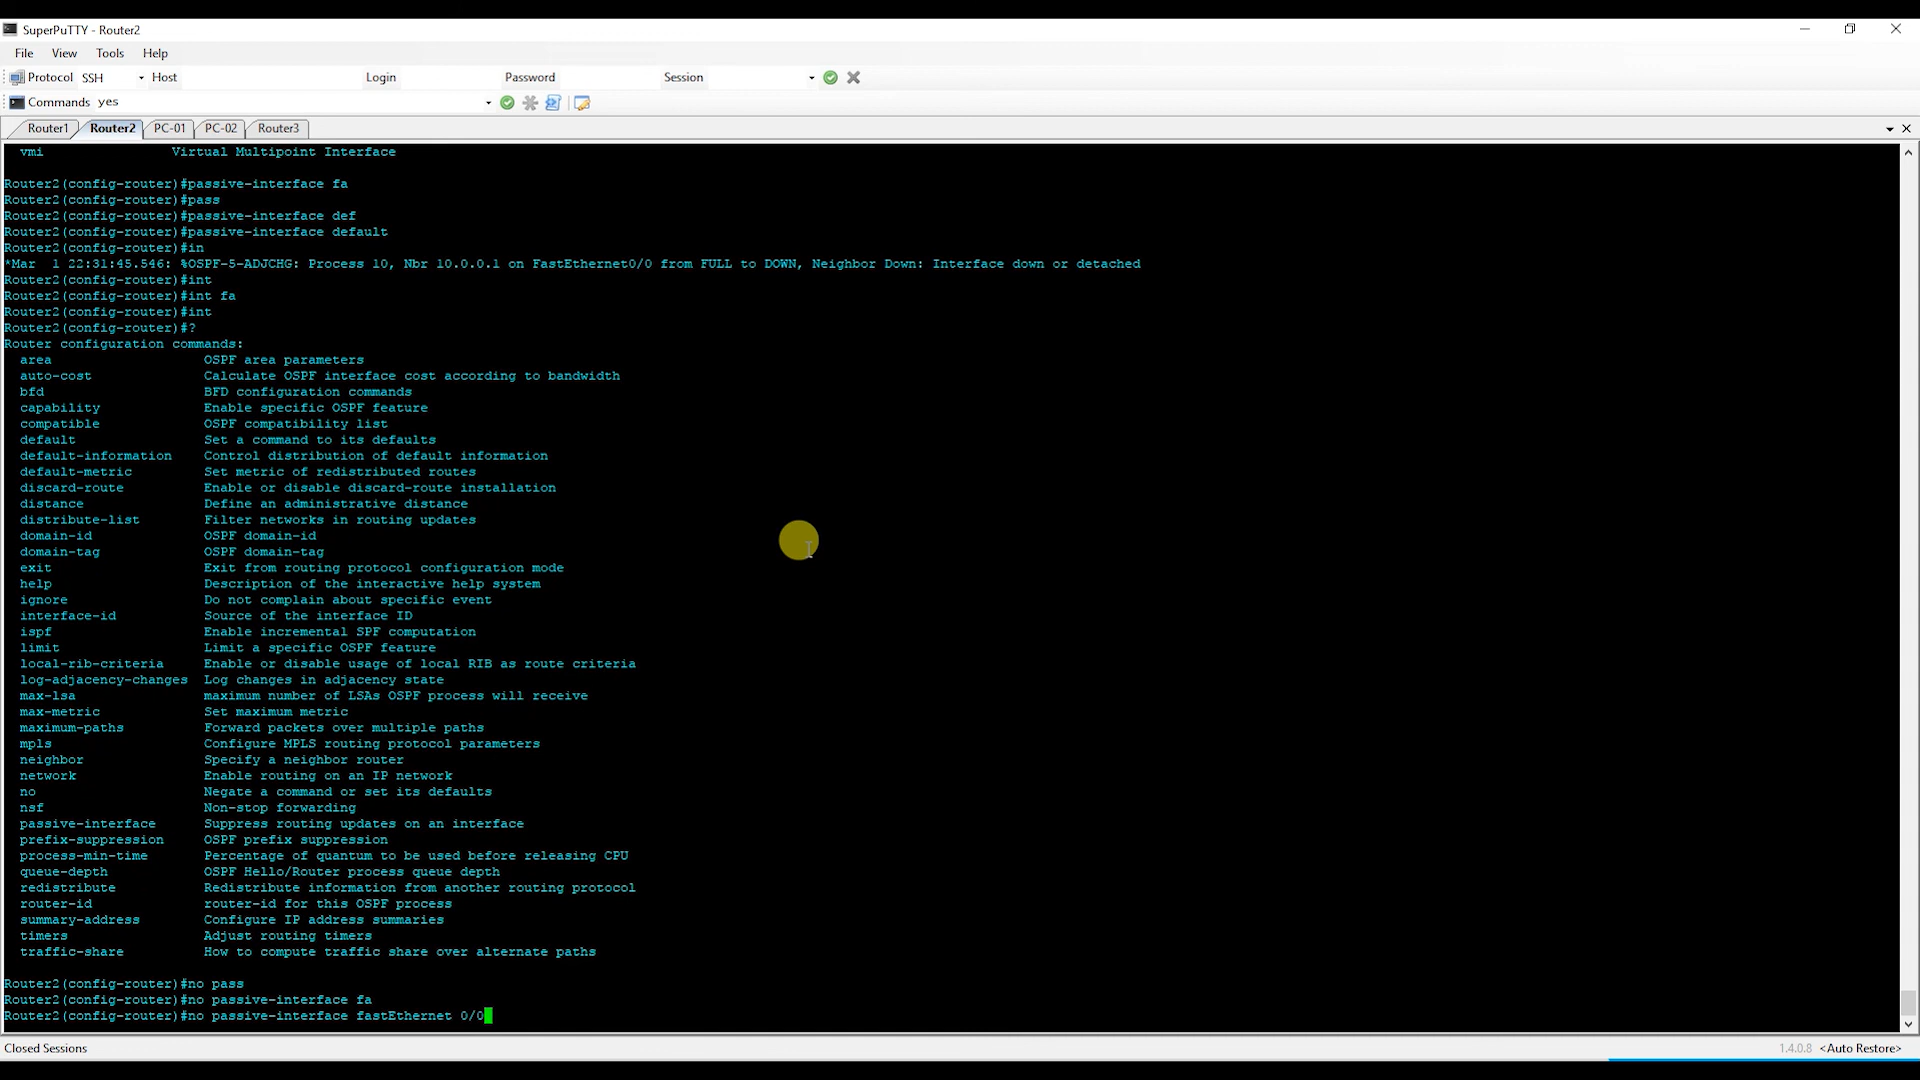 SuperPuTTY - Router2
File View Tools Help
Protocol SSH Host Login Password Session
Commands yes
Router1 Router2 PC-01 PC-02 Router3
vmi Virtual Multipoint Interface
Router2(config-router)#passive-interface fa
Router2(config-router)#pass
Router2(config-router)#passive-interface def
Router2(config-router)#passive-interface default
Router2(config-router)#in
*Mar 1 22:31:45.546: %OSPF-5-ADJCHG: Process 10, Nbr 10.0.0.1 on FastEthernet0/0 from FULL to DOWN, Neighbor Down: Interface down or detached
Router2(config-router)#int
Router2(config-router)#int fa
Router2(config-router)#int
Router2(config-router)#?
Router configuration commands:
area OSPF area parameters
auto-cost Calculate OSPF interface cost according to bandwidth
bfd BFD configuration commands
capability Enable specific OSPF feature
compatible OSPF compatibility list
default Set a command to its defaults
default-information Control distribution of default information
default-metric Set metric of redistributed routes
discard-route Enable or disable discard-route installation
distance Define an administrative distance
distribute-list Filter networks in routing updates
domain-id OSPF domain-id
domain-tag OSPF domain-tag
exit Exit from routing protocol configuration mode
help Description of the interactive help system
ignore Do not complain about specific event
interface-id Source of the interface ID
ispf Enable incremental SPF computation
limit Limit a specific OSPF feature
local-rib-criteria Enable or disable usage of local RIB as route criteria
log-adjacency-changes Log changes in adjacency state
max-lsa maximum number of LSAs OSPF process will receive
max-metric Set maximum metric
maximum-paths Forward packets over multiple paths
mpls Configure MPLS routing protocol parameters
neighbor Specify a neighbor router
network Enable routing on an IP network
no Negate a command or set its defaults
nsf Non-stop forwarding
passive-interface Suppress routing updates on an interface
prefix-suppression OSPF prefix suppression
process-min-time Percentage of quantum to be used before releasing CPU
queue-depth OSPF Hello/Router process queue depth
redistribute Redistribute information from another routing protocol
router-id router-id for this OSPF process
summary-address Configure IP address summaries
timers Adjust routing timers
traffic-share How to compute traffic share over alternate paths
Router2(config-router)#no pass
Router2(config-router)#no passive-interface fa
Router2(config-router)#no passive-interface fastEthernet 0/0
Closed Sessions 1.4.0.8 <Auto Restore>